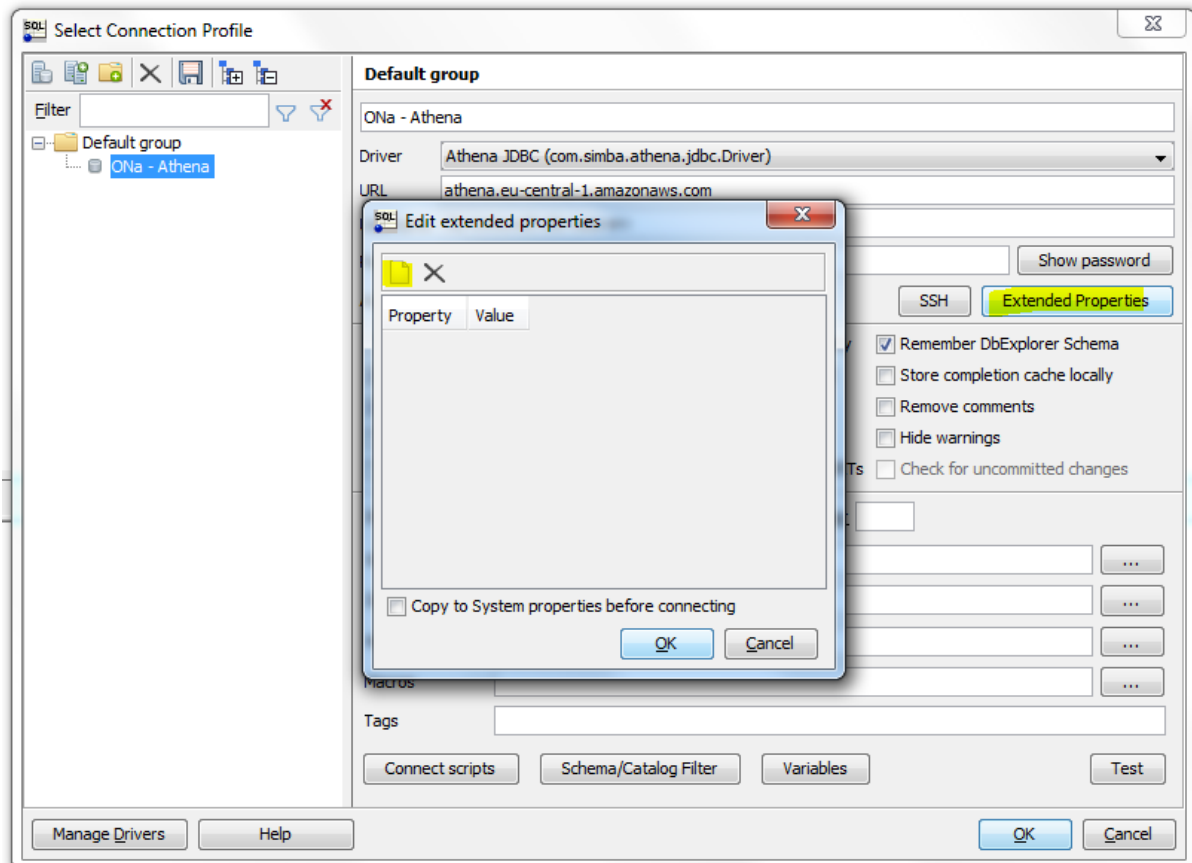 Select Connection Profile
Default group
Filter
ONa - Athena
Default group
ONa - Athena
Driver Athena JDBC (com.simba.athena.jdbc.Driver)
URL athena.eu-central-1.amazonaws.com
Edit extended properties
Show password
SSH Extended Properties
Property Value
Remember DbExplorer Schema
Store completion cache locally
Remove comments
Hide warnings
Ts Check for uncommitted changes
Copy to System properties before connecting
OK Cancel
Macros
Tags
Connect scripts Schema/Catalog Filter Variables Test
Manage Drivers Help OK Cancel